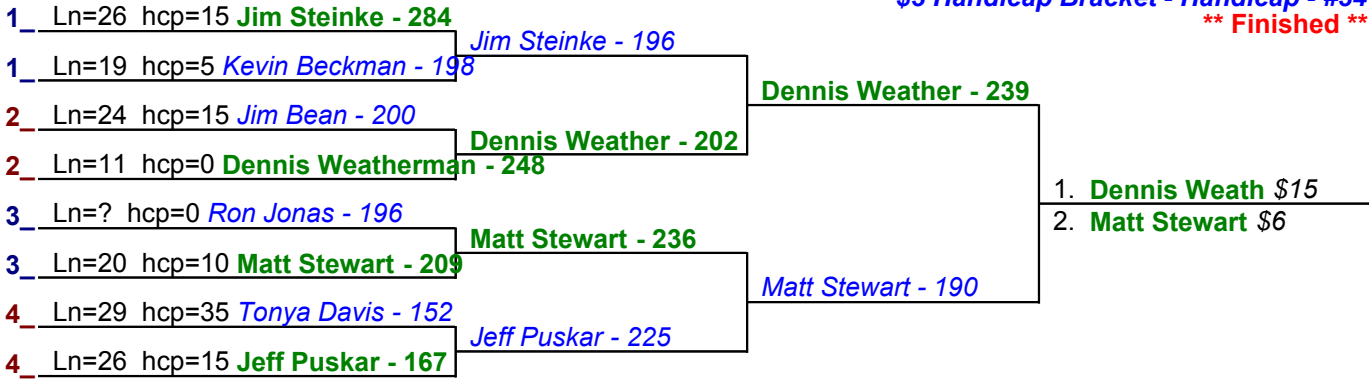 $3 Handicap Bracket - Handicap - #34
** Finished **
1_ Ln=26 hcp=15 Jim Steinke - 284
Jim Steinke - 196
1_ Ln=19 hcp=5 Kevin Beckman - 198
Dennis Weather - 239
2_ Ln=24 hcp=15 Jim Bean - 200
Dennis Weather - 202
2_ Ln=11 hcp=0 Dennis Weatherman - 248
1. Dennis Weath $15
2. Matt Stewart $6
3_ Ln=? hcp=0 Ron Jonas - 196
Matt Stewart - 236
3_ Ln=20 hcp=10 Matt Stewart - 209
Matt Stewart - 190
4_ Ln=29 hcp=35 Tonya Davis - 152
Jeff Puskar - 225
4_ Ln=26 hcp=15 Jeff Puskar - 167